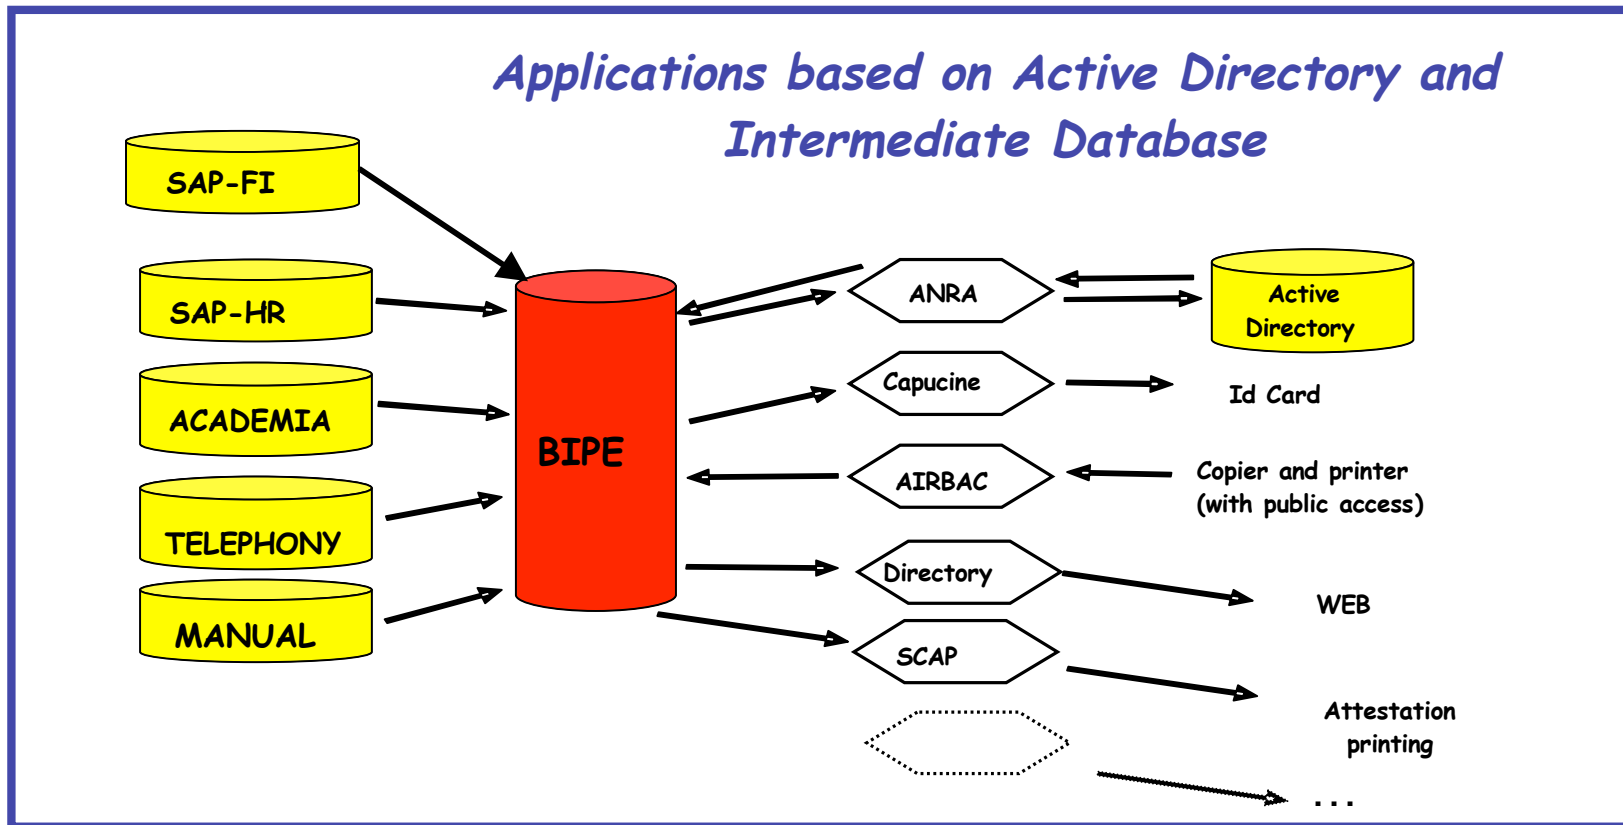 Applications based on Active Directory and
Intermediate Database
SAP-FI
SAP-HR
ACADEMIA
TELEPHONY
MANUAL
BIPE
ANRA
Capucine
AIRBAC
Directory
SCAP
Active
Directory
Id Card
Copier and printer
(with public access)
WEB
Attestation
printing
...